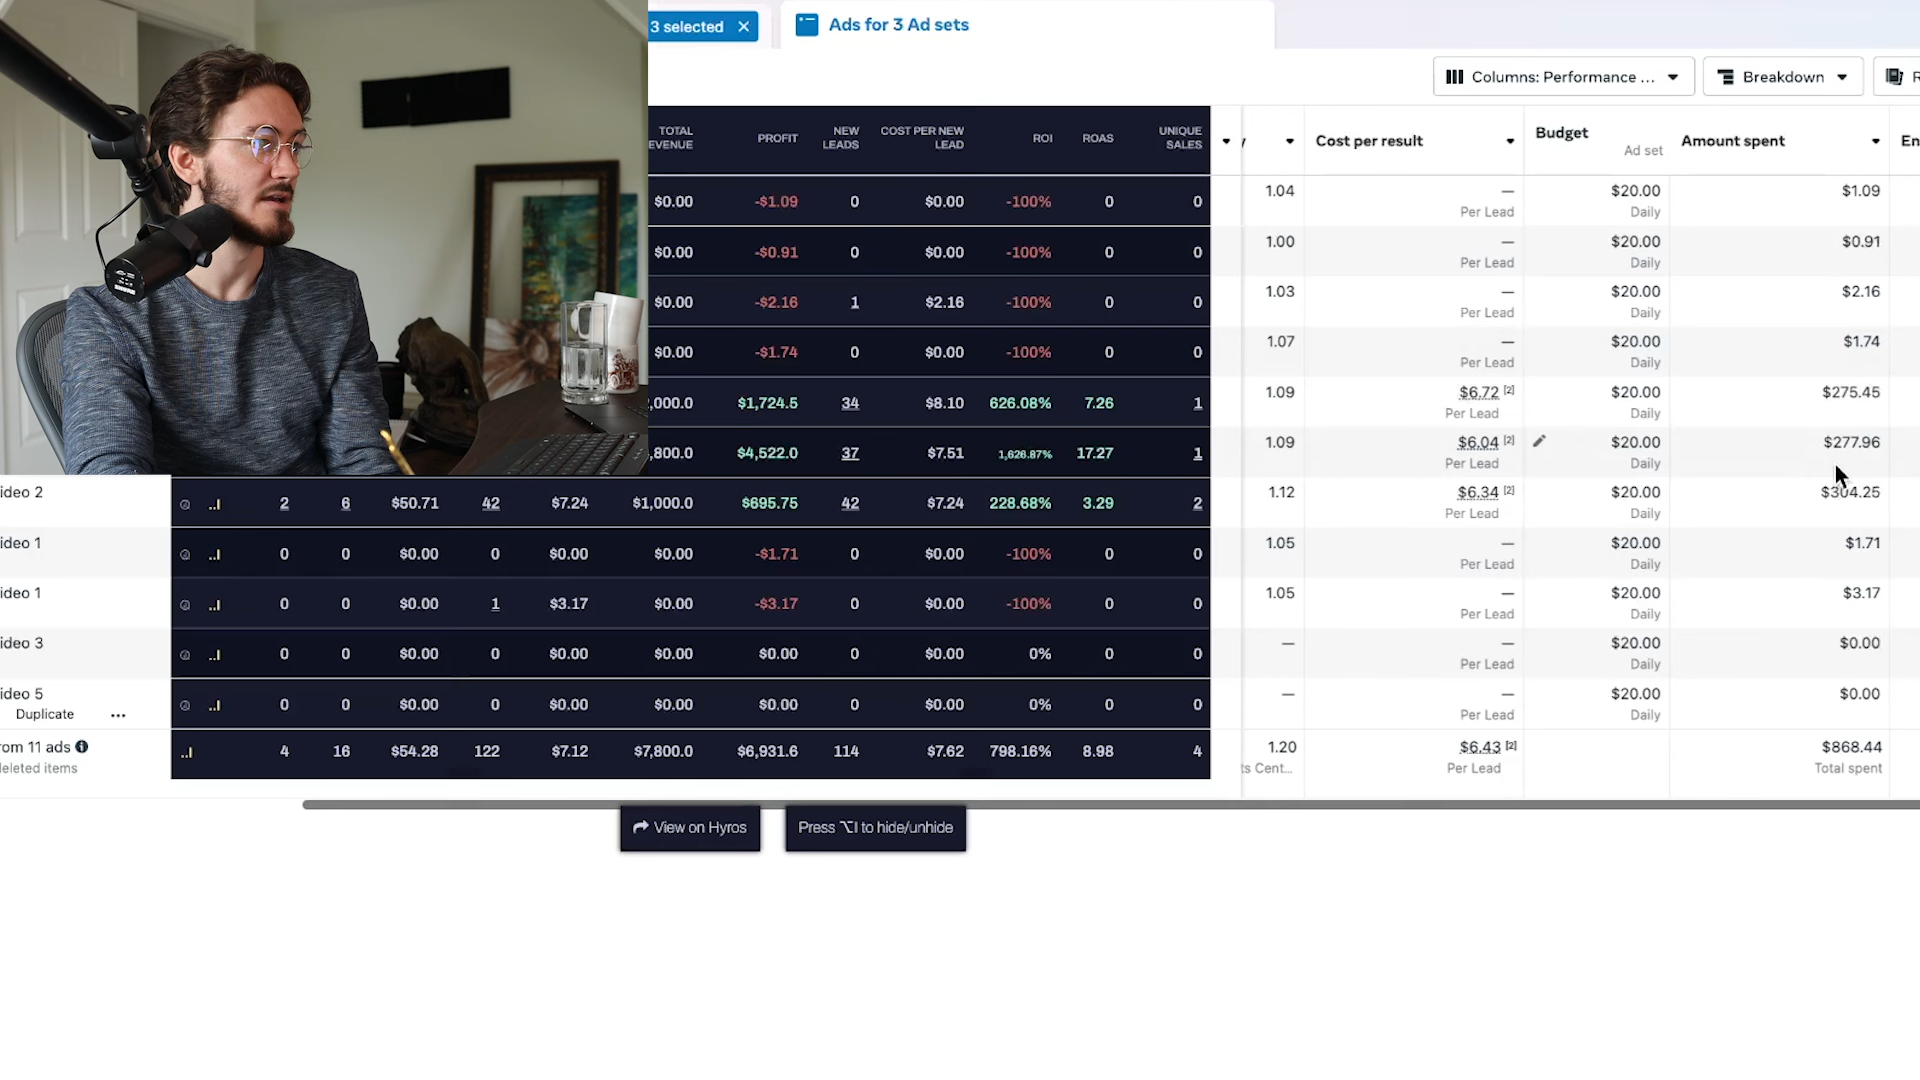 3 selected
Ads for 3 Ad sets
Columns: Performance ...
Breakdown
TOTAL
EVENUE
PROFIT
NEW
LEADS
COST PER NEW
LEAD
ROI
ROAS
UNIQUE
SALES
Cost per result
Budget
Ad set
Amount spent
En
$0.00 -$1.09 0 $0.00 -100% 0 0 1.04 — $20.00 $1.09
Per Lead Daily
$0.00 -$0.91 0 $0.00 -100% 0 0 1.00 — $20.00 $0.91
Per Lead Daily
$0.00 -$2.16 1 $2.16 -100% 0 0 1.03 — $20.00 $2.16
Per Lead Daily
$0.00 -$1.74 0 $0.00 -100% 0 0 1.07 — $20.00 $1.74
Per Lead Daily
,000.0 $1,724.5 34 $8.10 626.08% 7.26 1 1.09 $6.72 [2] $20.00 $275.45
Per Lead Daily
,800.0 $4,522.0 37 $7.51 1,626.87% 17.27 1 1.09 $6.04 [2] $20.00 $277.96
Per Lead Daily
ideo 2 2 6 $50.71 42 $7.24 $1,000.0 $695.75 42 $7.24 228.68% 3.29 2 1.12 $6.34 [2] $20.00 $304.25
Per Lead Daily
ideo 1 0 0 $0.00 0 $0.00 $0.00 -$1.71 0 $0.00 -100% 0 0 1.05 — $20.00 $1.71
Per Lead Daily
ideo 1 0 0 $0.00 1 $3.17 $0.00 -$3.17 0 $0.00 -100% 0 0 1.05 — $20.00 $3.17
Per Lead Daily
ideo 3 0 0 $0.00 0 $0.00 $0.00 $0.00 0 $0.00 0% 0 0 — — $20.00 $0.00
Per Lead Daily
ideo 5 0 0 $0.00 0 $0.00 $0.00 $0.00 0 $0.00 0% 0 0 — — $20.00 $0.00
Duplicate ... Per Lead Daily
rom 11 ads 4 16 $54.28 122 $7.12 $7,800.0 $6,931.6 114 $7.62 798.16% 8.98 4 1.20 $6.43 [2] $868.44
leleted items ts Cent... Per Lead Total spent
View on Hyros
Press ⌥I to hide/unhide
SHURE